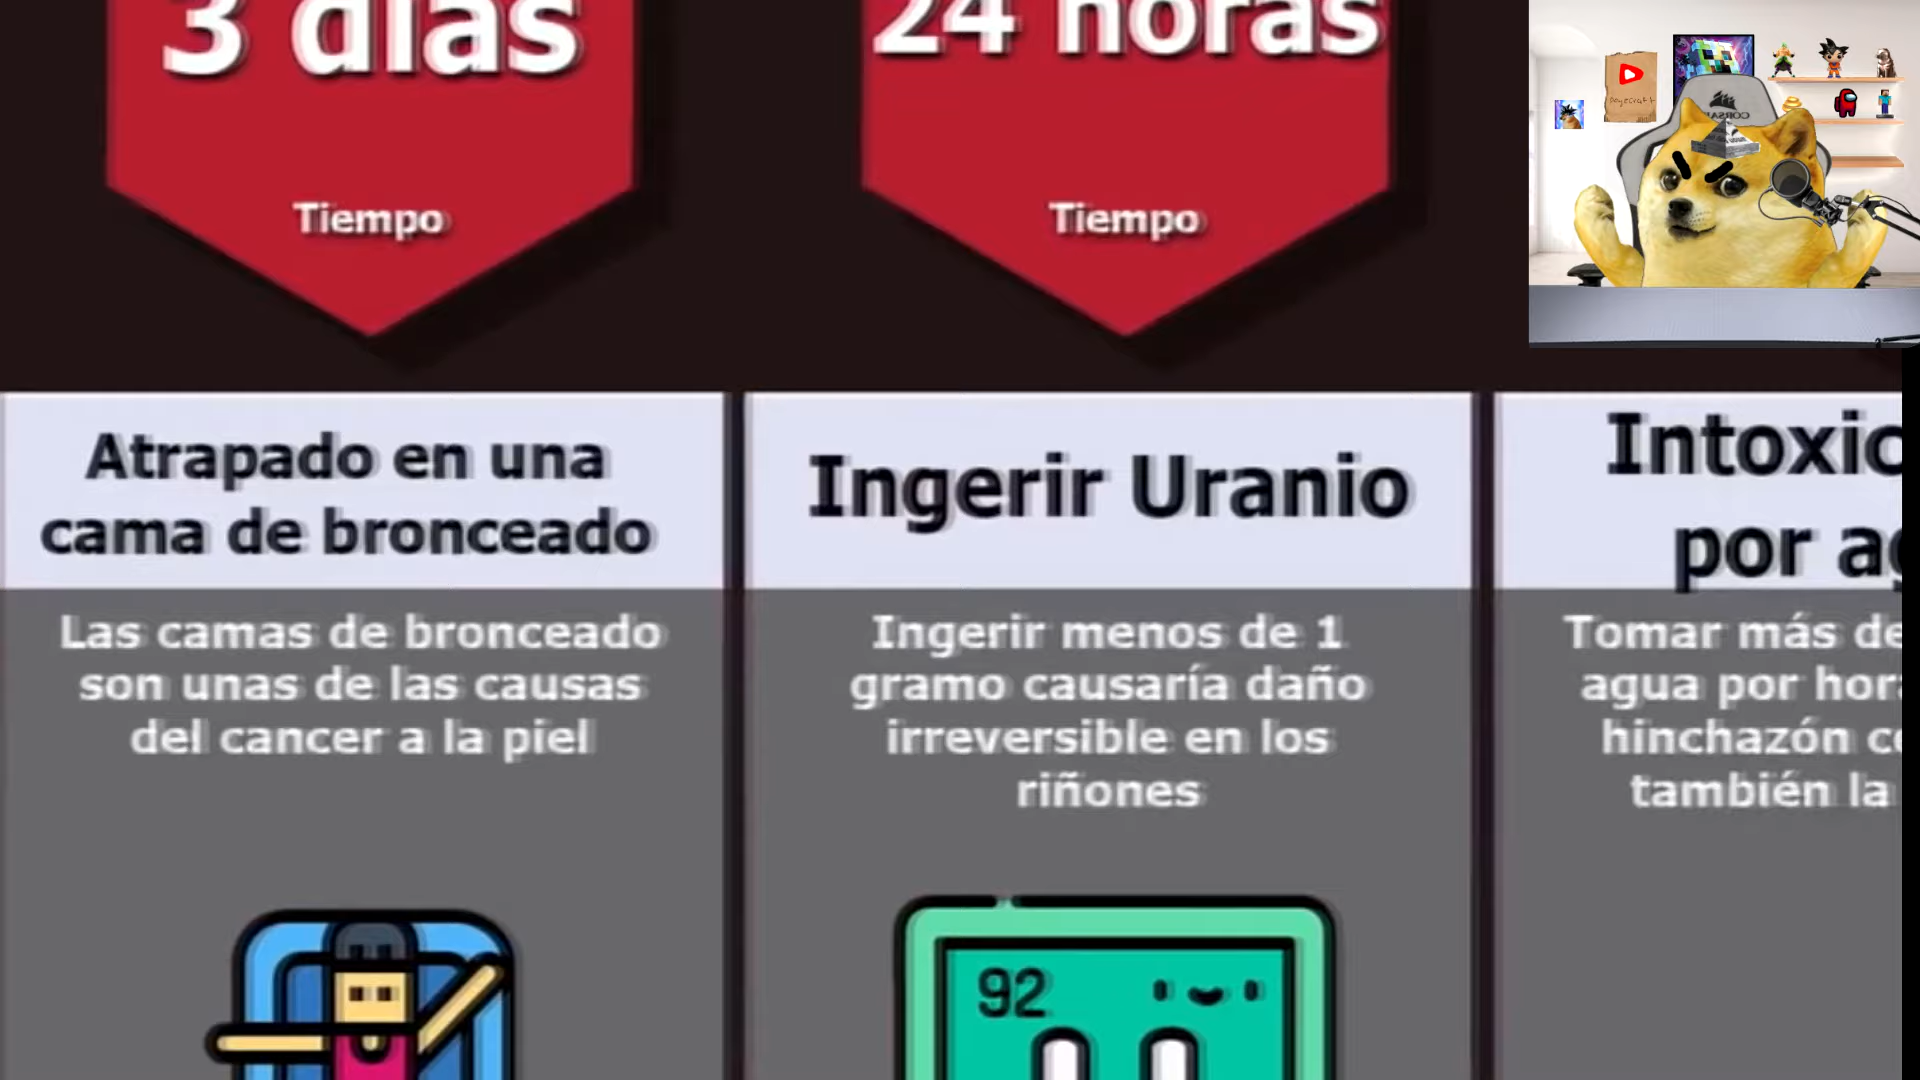 3 días
Tiempo
Atrapado en una
cama de bronceado
Las camas de bronceado
son unas de las causas
del cancer a la piel
24 horas
Tiempo
Ingerir Uranio
Ingerir menos de 1
gramo causaría daño
irreversible en los
riñones
92
Intoxic
por ag
Tomar más de
agua por hor
hinchazón c
también la
CORSAI